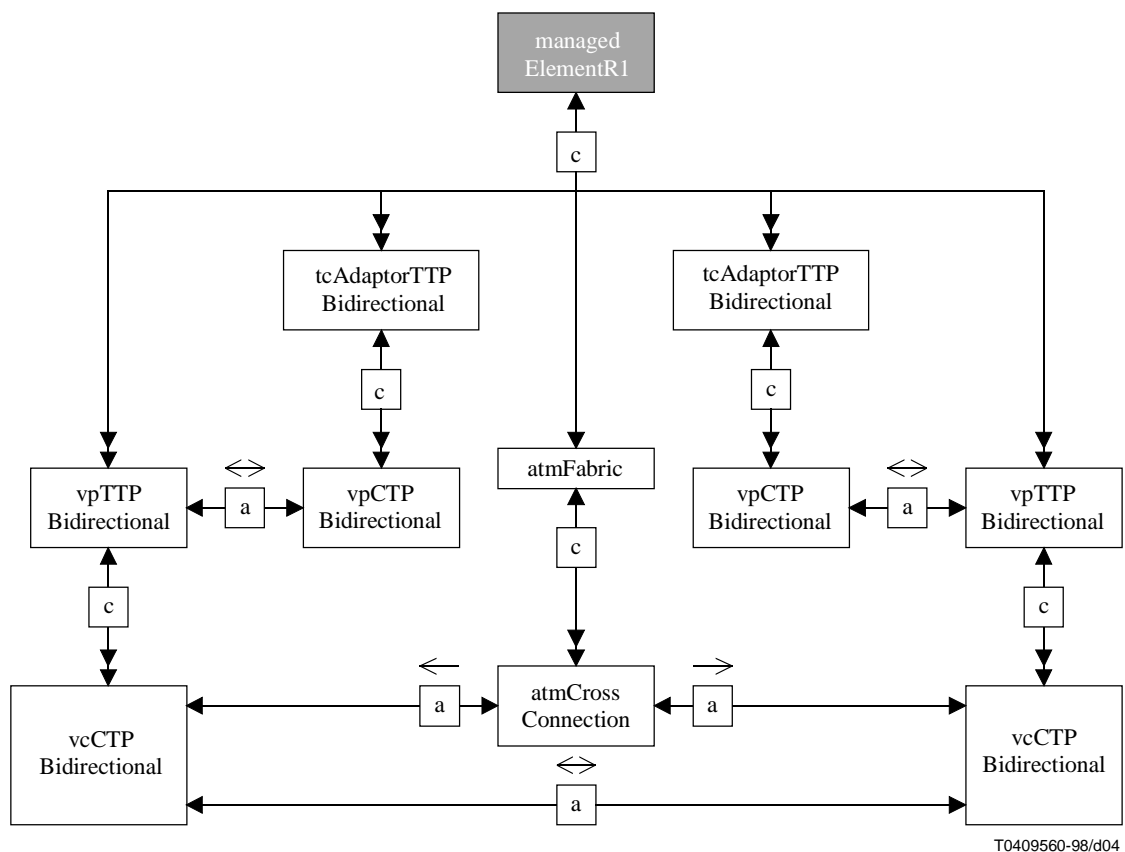 managed
ElementR1
c
tcAdaptorTTP
Bidirectional
tcAdaptorTTP
Bidirectional
c
c
vpTTP
Bidirectional
a
vpCTP
Bidirectional
atmFabric
vpCTP
Bidirectional
a
vpTTP
Bidirectional
c
c
c
vcCTP
Bidirectional
a
atmCross
Connection
a
vcCTP
Bidirectional
a
T0409560-98/d04